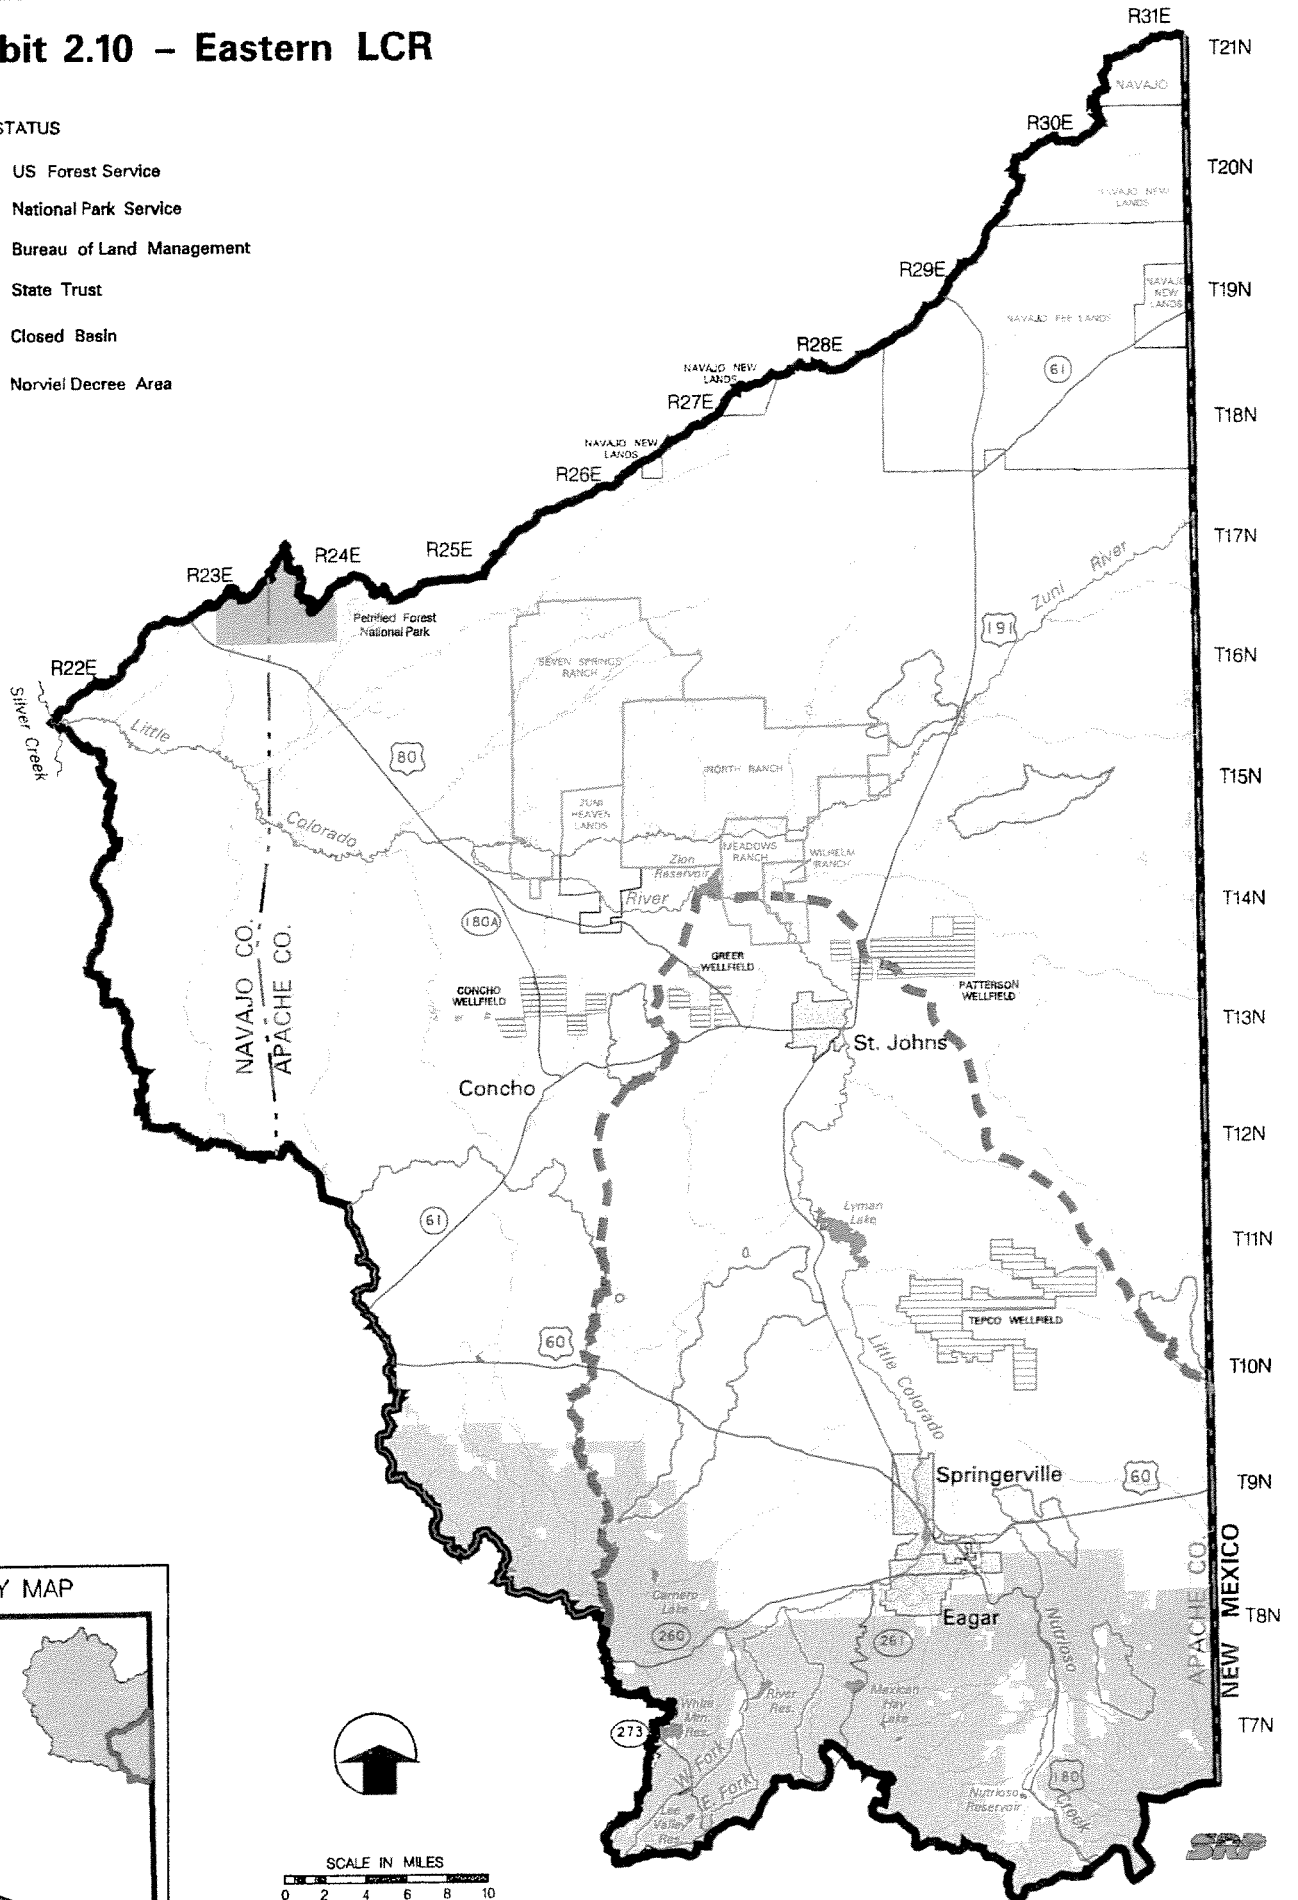 bit 2.10 – Eastern LCR
STATUS
US Forest Service
National Park Service
Bureau of Land Management
State Trust
Closed Basin
Norviel Decree Area
R31E
T21N
NAVAJO
R30E
T20N
NAVAJO NEW
LANDS
R29E
T19N
NAVAJO
NEW
LANDS
NAVAJO FEE LANDS
61
R28E
NAVAJO NEW
LANDS
R27E
T18N
NAVAJO NEW
LANDS
R26E
T17N
R25E
R24E
R23E
Zuni River
191
Petrified Forest
National Park
T16N
R22E
SEVEN SPRINGS
RANCH
Silver Creek
Little
80
NORTH RANCH
T15N
ZUNI
HEAVEN
LANDS
Colorado
MEADOWS
RANCH
WILHELM
RANCH
Zion
Reservoir
River
T14N
180A
NAVAJO CO.
APACHE CO.
GREER
WELLFIELD
CONCHO
WELLFIELD
PATTERSON
WELLFIELD
T13N
St. Johns
Concho
T12N
61
Lyman
Lake
T11N
TEPCO WELLFIELD
60
Little Colorado
T10N
Springerville
60
T9N
Carnero
Lake
Eagar
T8N
260
261
Nutrioso
APACHE CO.
NEW MEXICO
River
Res.
Mexican
Hay
Lake
White
Mtn.
Res.
273
T7N
W. Fork
E. Fork
180
Nutrioso
Reservoir
Creek
Lee
Valley
Res.
SRP
Y MAP
SCALE IN MILES
0 2 4 6 8 10